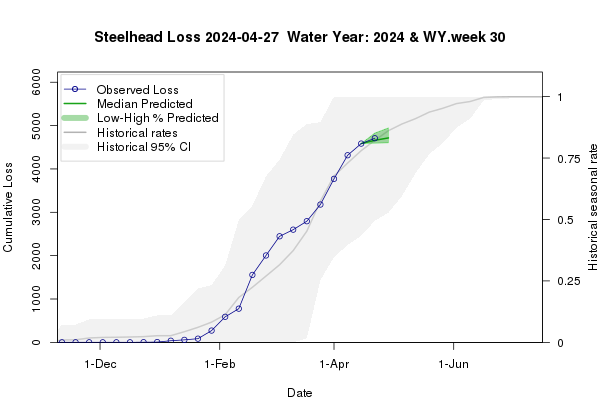 Steelhead Loss 2024-04-27  Water Year: 2024 & WY.week 30
Observed Loss
Median Predicted
Low-High % Predicted
Historical rates
Historical 95% CI
Cumulative Loss
6000
5000
4000
3000
2000
1000
0
1
0.75
0.5
0.25
0
Historical seasonal rate
1-Dec
1-Feb
1-Apr
1-Jun
Date